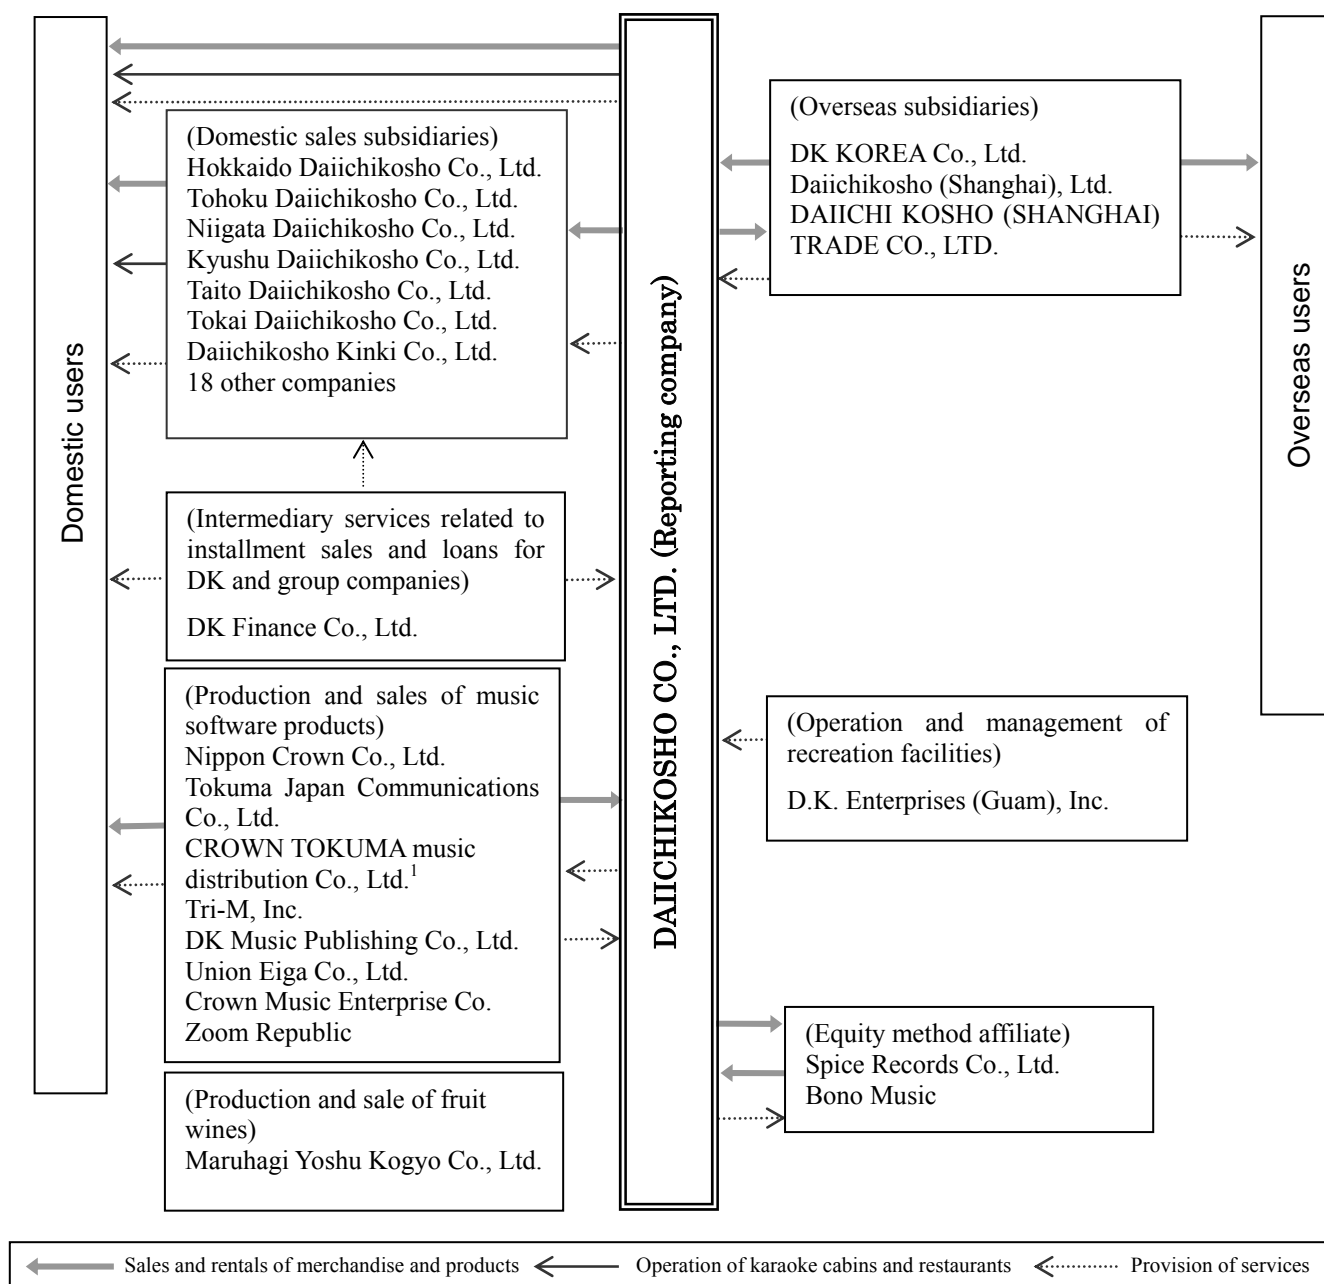 Domestic users
(Domestic sales subsidiaries)
Hokkaido Daiichikosho Co., Ltd.
Tohoku Daiichikosho Co., Ltd.
Niigata Daiichikosho Co., Ltd.
Kyushu Daiichikosho Co., Ltd.
Taito Daiichikosho Co., Ltd.
Tokai Daiichikosho Co., Ltd.
Daiichikosho Kinki Co., Ltd.
18 other companies
(Intermediary services related to
installment sales and loans for
DK and group companies)
DK Finance Co., Ltd.
(Production and sales of music
software products)
Nippon Crown Co., Ltd.
Tokuma Japan Communications
Co., Ltd.
CROWN TOKUMA music
distribution Co., Ltd.1
Tri-M, Inc.
DK Music Publishing Co., Ltd.
Union Eiga Co., Ltd.
Crown Music Enterprise Co.
Zoom Republic
(Production and sale of fruit
wines)
Maruhagi Yoshu Kogyo Co., Ltd.
DAIICHIKOSHO CO., LTD. (Reporting company)
(Overseas subsidiaries)
DK KOREA Co., Ltd.
Daiichikosho (Shanghai), Ltd.
DAIICHI KOSHO (SHANGHAI)
TRADE CO., LTD.
(Operation and management of
recreation facilities)
D.K. Enterprises (Guam), Inc.
(Equity method affiliate)
Spice Records Co., Ltd.
Bono Music
Overseas users
Sales and rentals of merchandise and products
Operation of karaoke cabins and restaurants
Provision of services